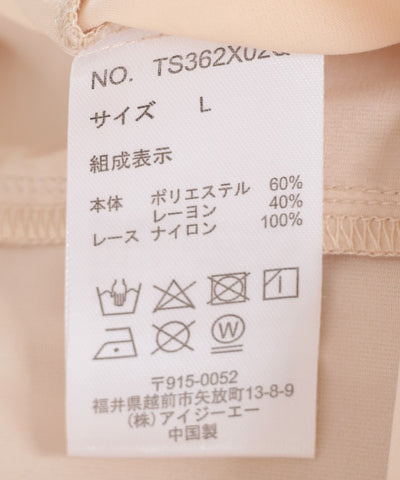 NO. TS362X02
サイズ L
組成表示
本体 ポリエステル 60%
レーヨン 40%
レース ナイロン 100%
W
〒915-0052
福井県越前市矢放町13-8-9
(株)アイジーエー
中国製